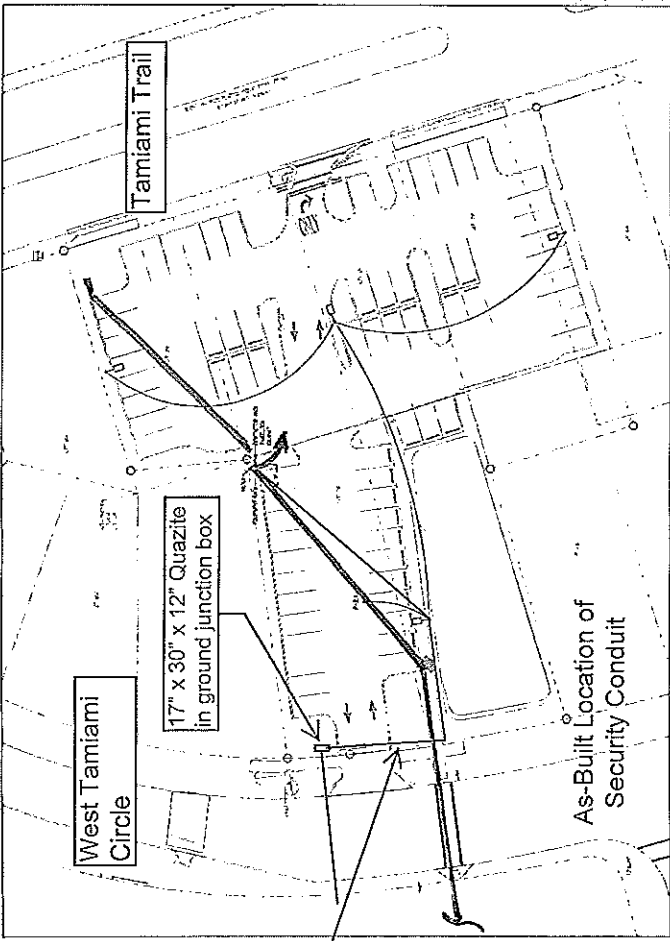 Tamiami Trail
West Tamiami
Circle
17" x 30" x 12" Quazite
in ground junction box
As-Built Location of
Security Conduit